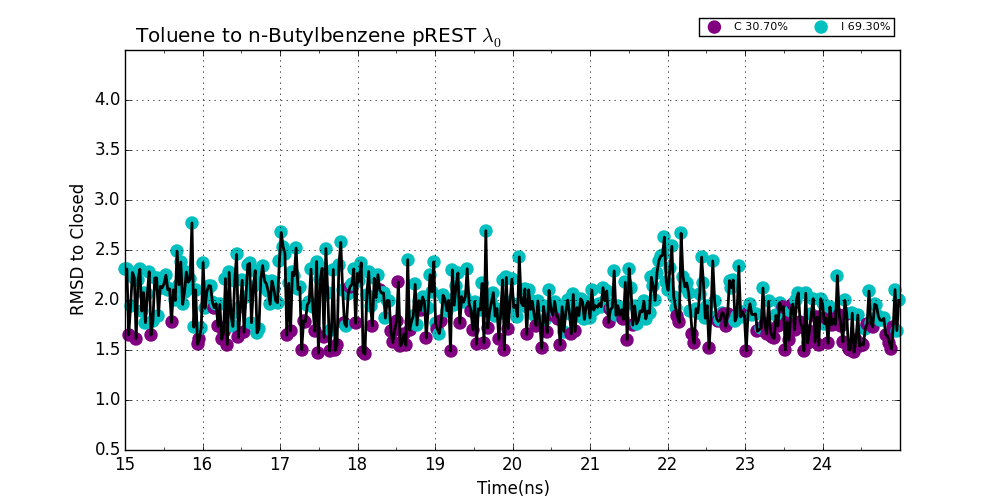 Toluene to n-Butylbenzene pREST λ₀
C 30.70%
I 69.30%
RMSD to Closed
4.0
3.5
3.0
2.5
2.0
1.5
1.0
0.5
15 16 17 18 19 20 21 22 23 24
Time(ns)